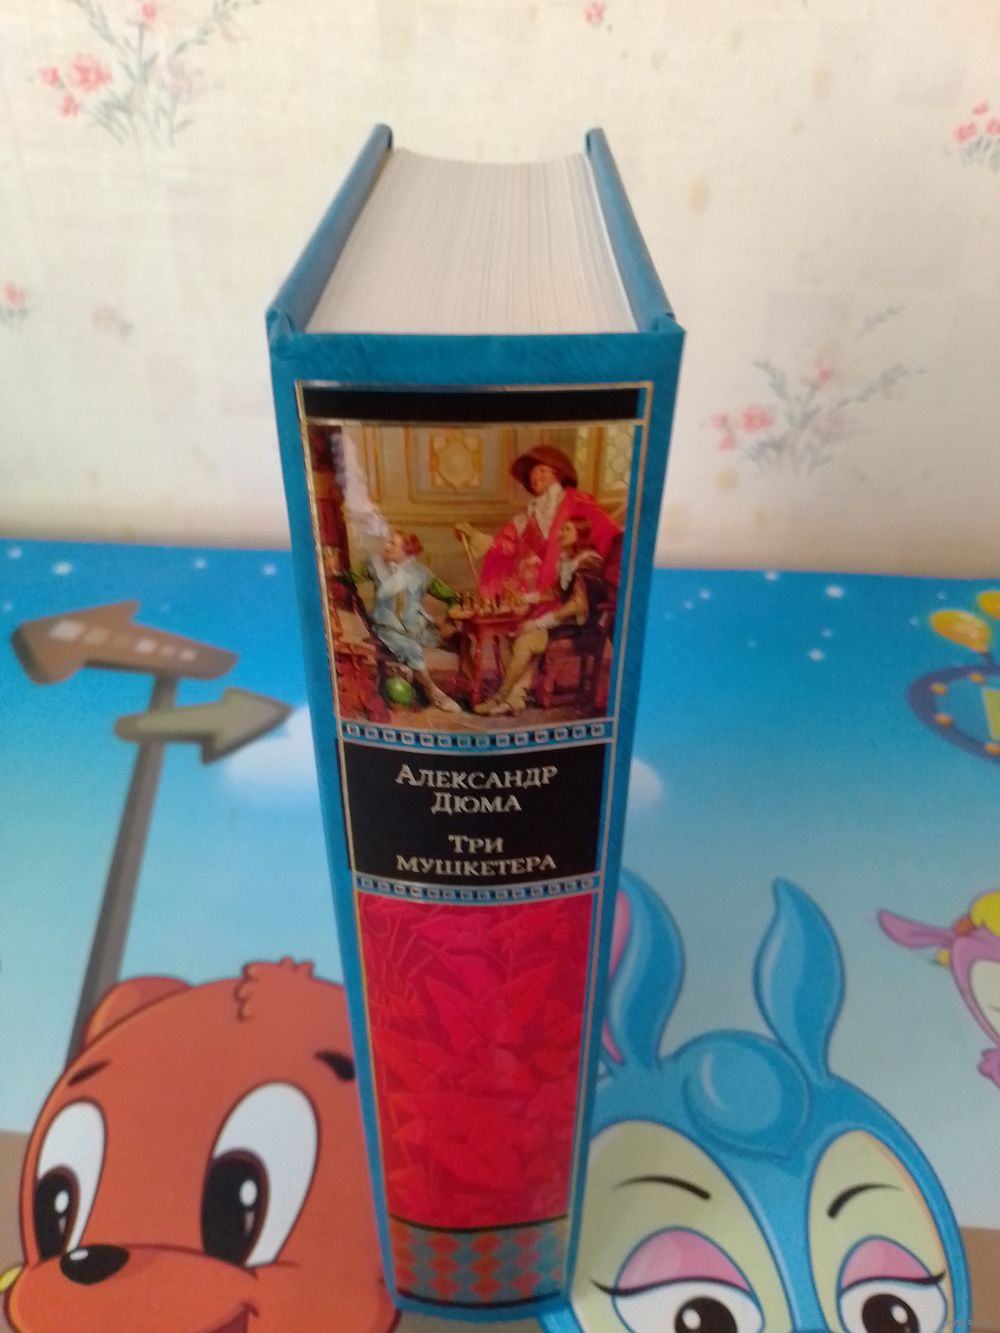 Александр
Дюма
Три
мушкетера